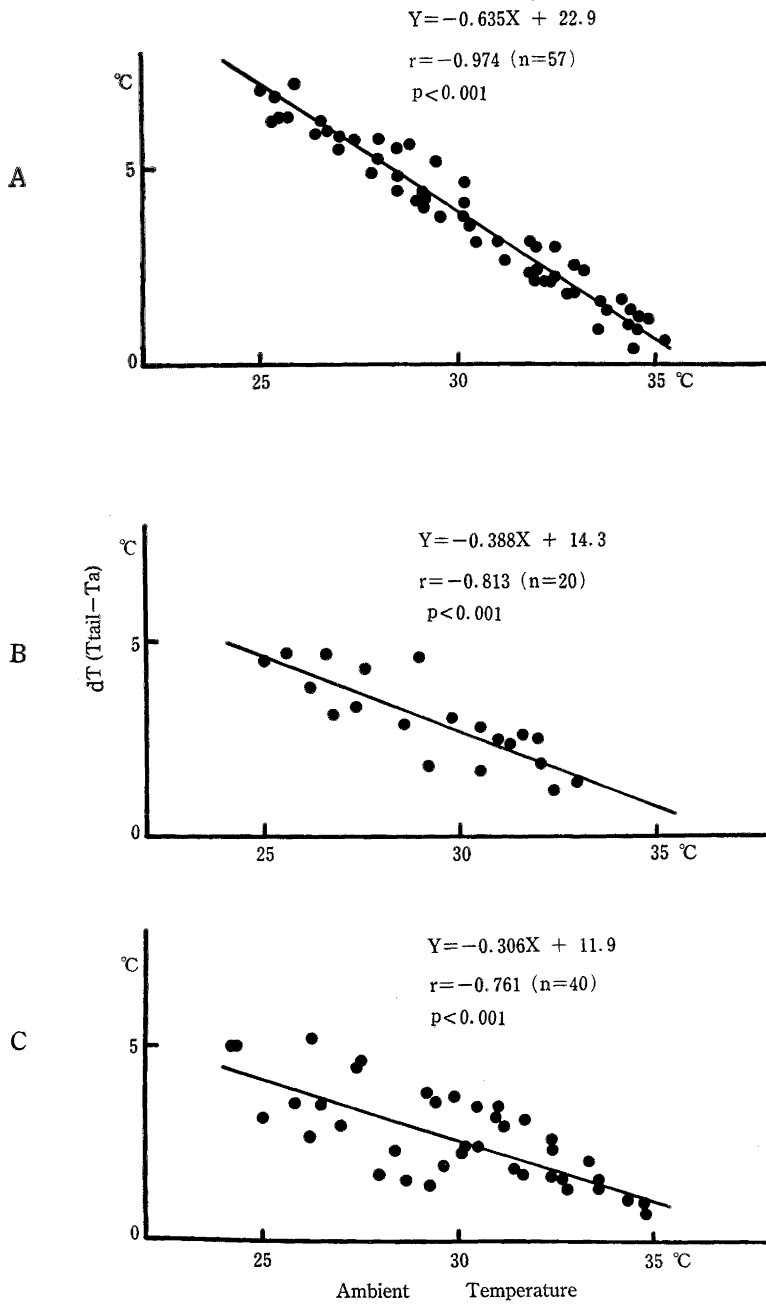 Y=−0.635X + 22.9
r=−0.974 (n=57)
p<0.001
℃
A
5
0
25 30 35 ℃
Y=−0.388X + 14.3
℃
r=−0.813 (n=20)
p<0.001
B
dT (Ttail−Ta)
5
0
25 30 35 ℃
Y=−0.306X + 11.9
℃
r=−0.761 (n=40)
p<0.001
C
5
0
25 30 35 ℃
Ambient Temperature